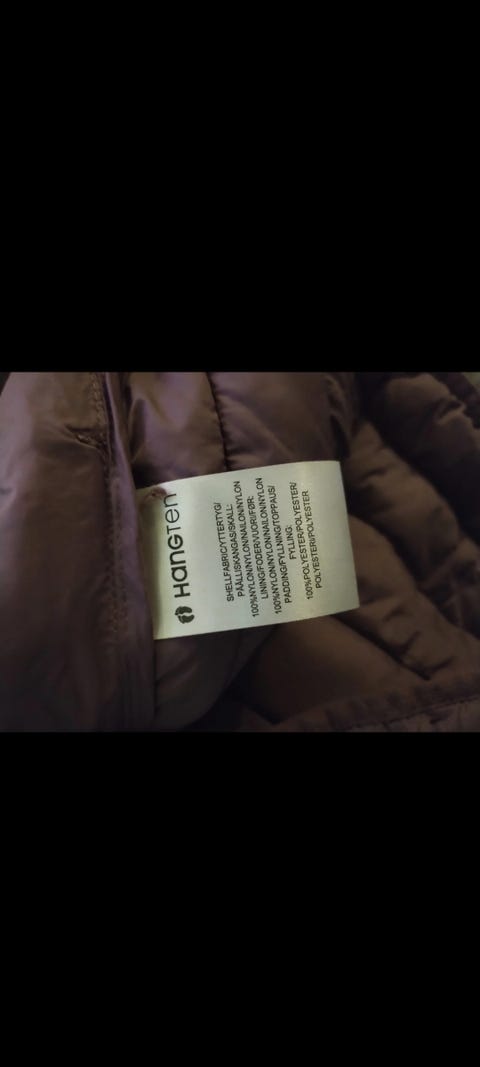 HANGTEN
SHELLFABRIC/YTTERTYG/
PÄÄLLISKANGAS/SKALL:
100%NYLON/NYLON/NAILON/NYLON
LINING/FODER/VUORI/FØR:
100%NYLON/NYLON/NAILON/NYLON
PADDING/FYLLNING/TOPPAUS/
FYLLING:
100%POLYESTER/POLYESTER/
POLYESTERI/POLYESTER